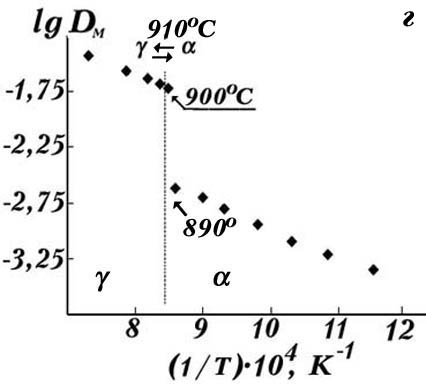 lg Dм
910°C
г
γ ⇄ α
-1,75
900°C
-2,25
-2,75
890°
-3,25
γ
α
8 9 10 11 12
(1/T)·10⁴, K⁻¹